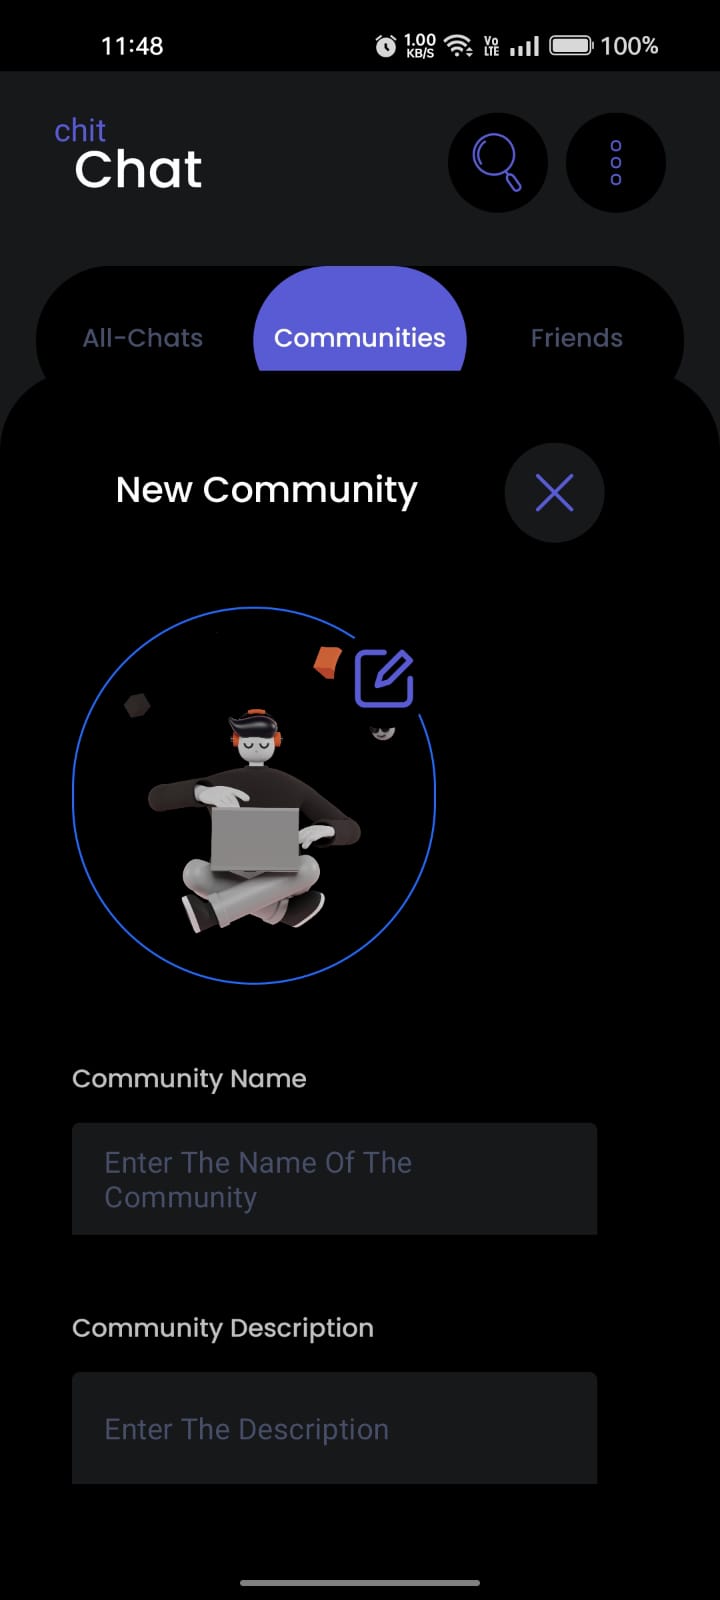 11:48
1.00
KB/S
Vo
LTE
100%
chit
Chat
All-Chats
Communities
Friends
New Community
Community Name
Enter The Name Of The
Community
Community Description
Enter The Description